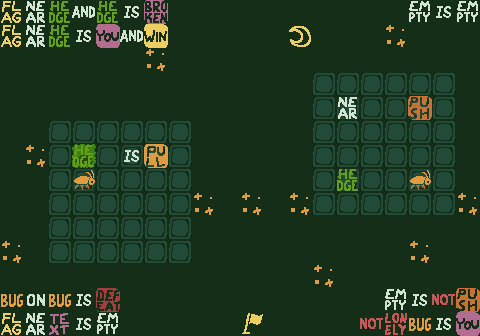 FLAG NEAR HEDGE AND HEDGE IS BROKEN
EMPTY IS EMPTY
FLAG NEAR HEDGE IS YOU AND WIN
NEAR PUSH
HEDGE IS PULL
HEDGE
BUG ON BUG IS DEFEAT
EMPTY IS NOT PUSH
FLAG NEAR TEXT IS EMPTY
NOT LONELY BUG IS YOU